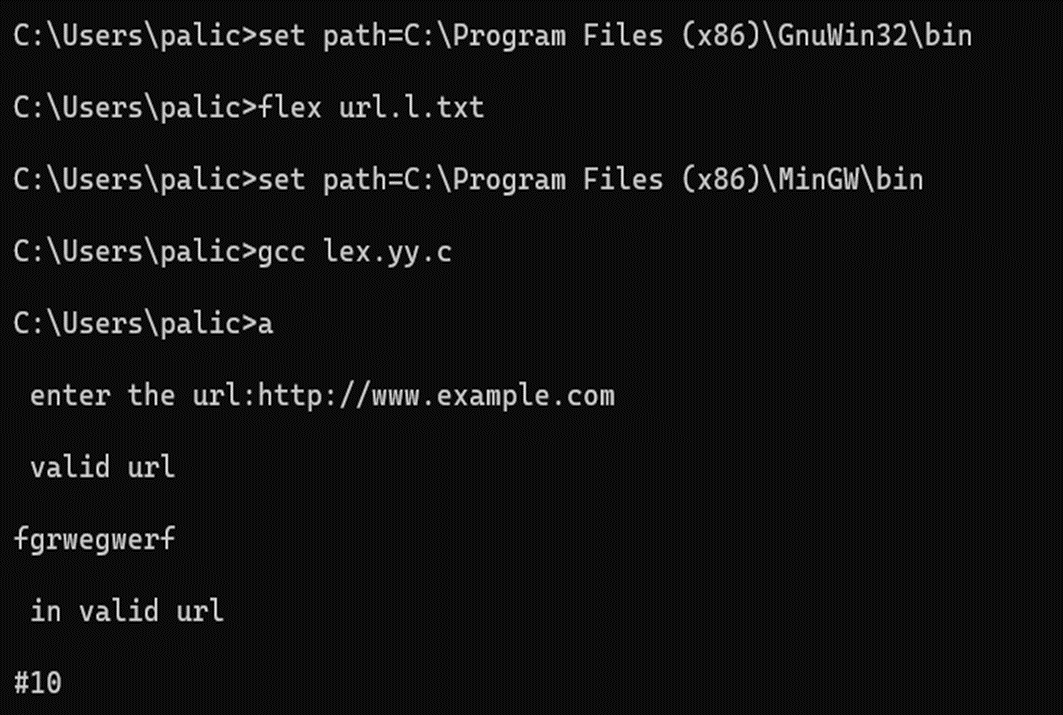 C:\Users\palic>set path=C:\Program Files (x86)\GnuWin32\bin
C:\Users\palic>flex url.l.txt
C:\Users\palic>set path=C:\Program Files (x86)\MinGW\bin
C:\Users\palic>gcc lex.yy.c
C:\Users\palic>a
enter the url:http://www.example.com
valid url
fgrwegwerf
in valid url
#10